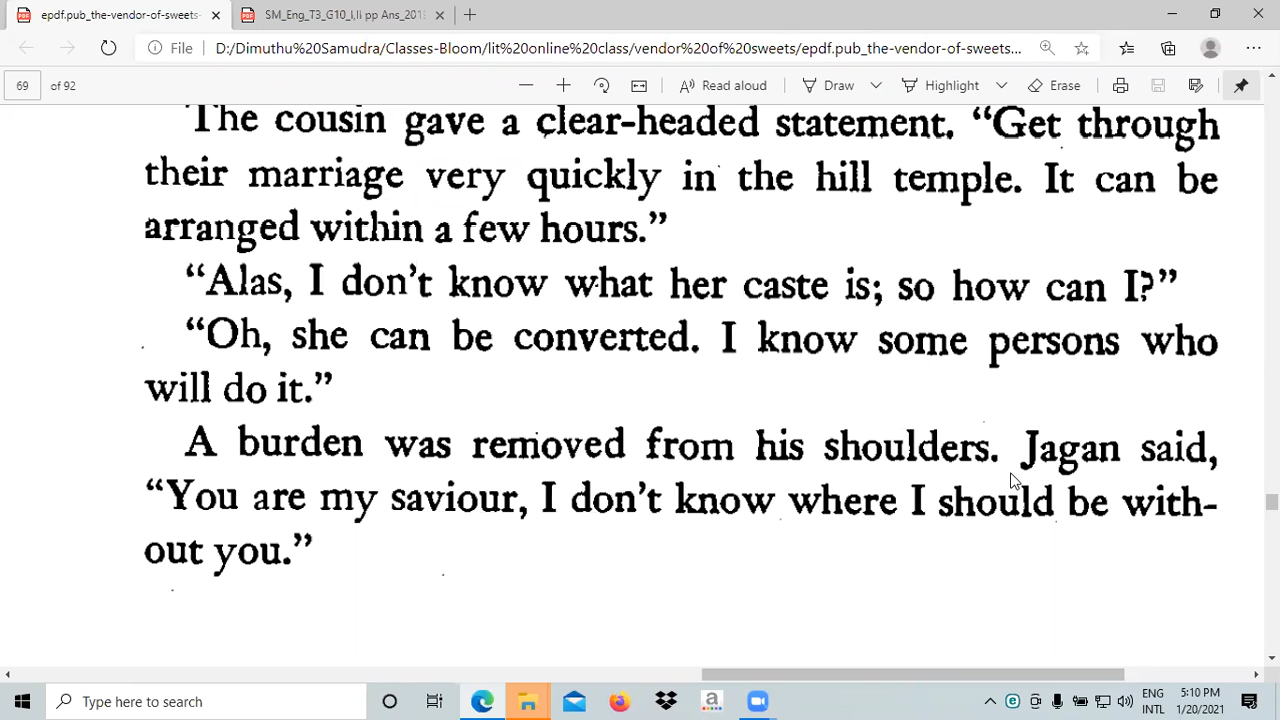 epdf.pub_the-vendor-of-sweets-
SM_Eng_T3_G10_I,Ii pp Ans_201
File
D:/Dimuthu%20Samudra/Classes-Bloom/lit%20online%20class/vendor%20of%20sweets/epdf.pub_the-vendor-of-sweets...
69 of 92
Read aloud
Draw
Highlight
Erase
The cousin gave a clear-headed statement. “Get through
their marriage very quickly in the hill temple. It can be
arranged within a few hours.”
“Alas, I don't know what her caste is; so how can I?”
“Oh, she can be converted. I know some persons who
will do it.”
A burden was removed from his shoulders. Jagan said,
“You are my saviour, I don't know where I should be with-
out you.”
Type here to search
ENG
INTL
5:10 PM
1/20/2021